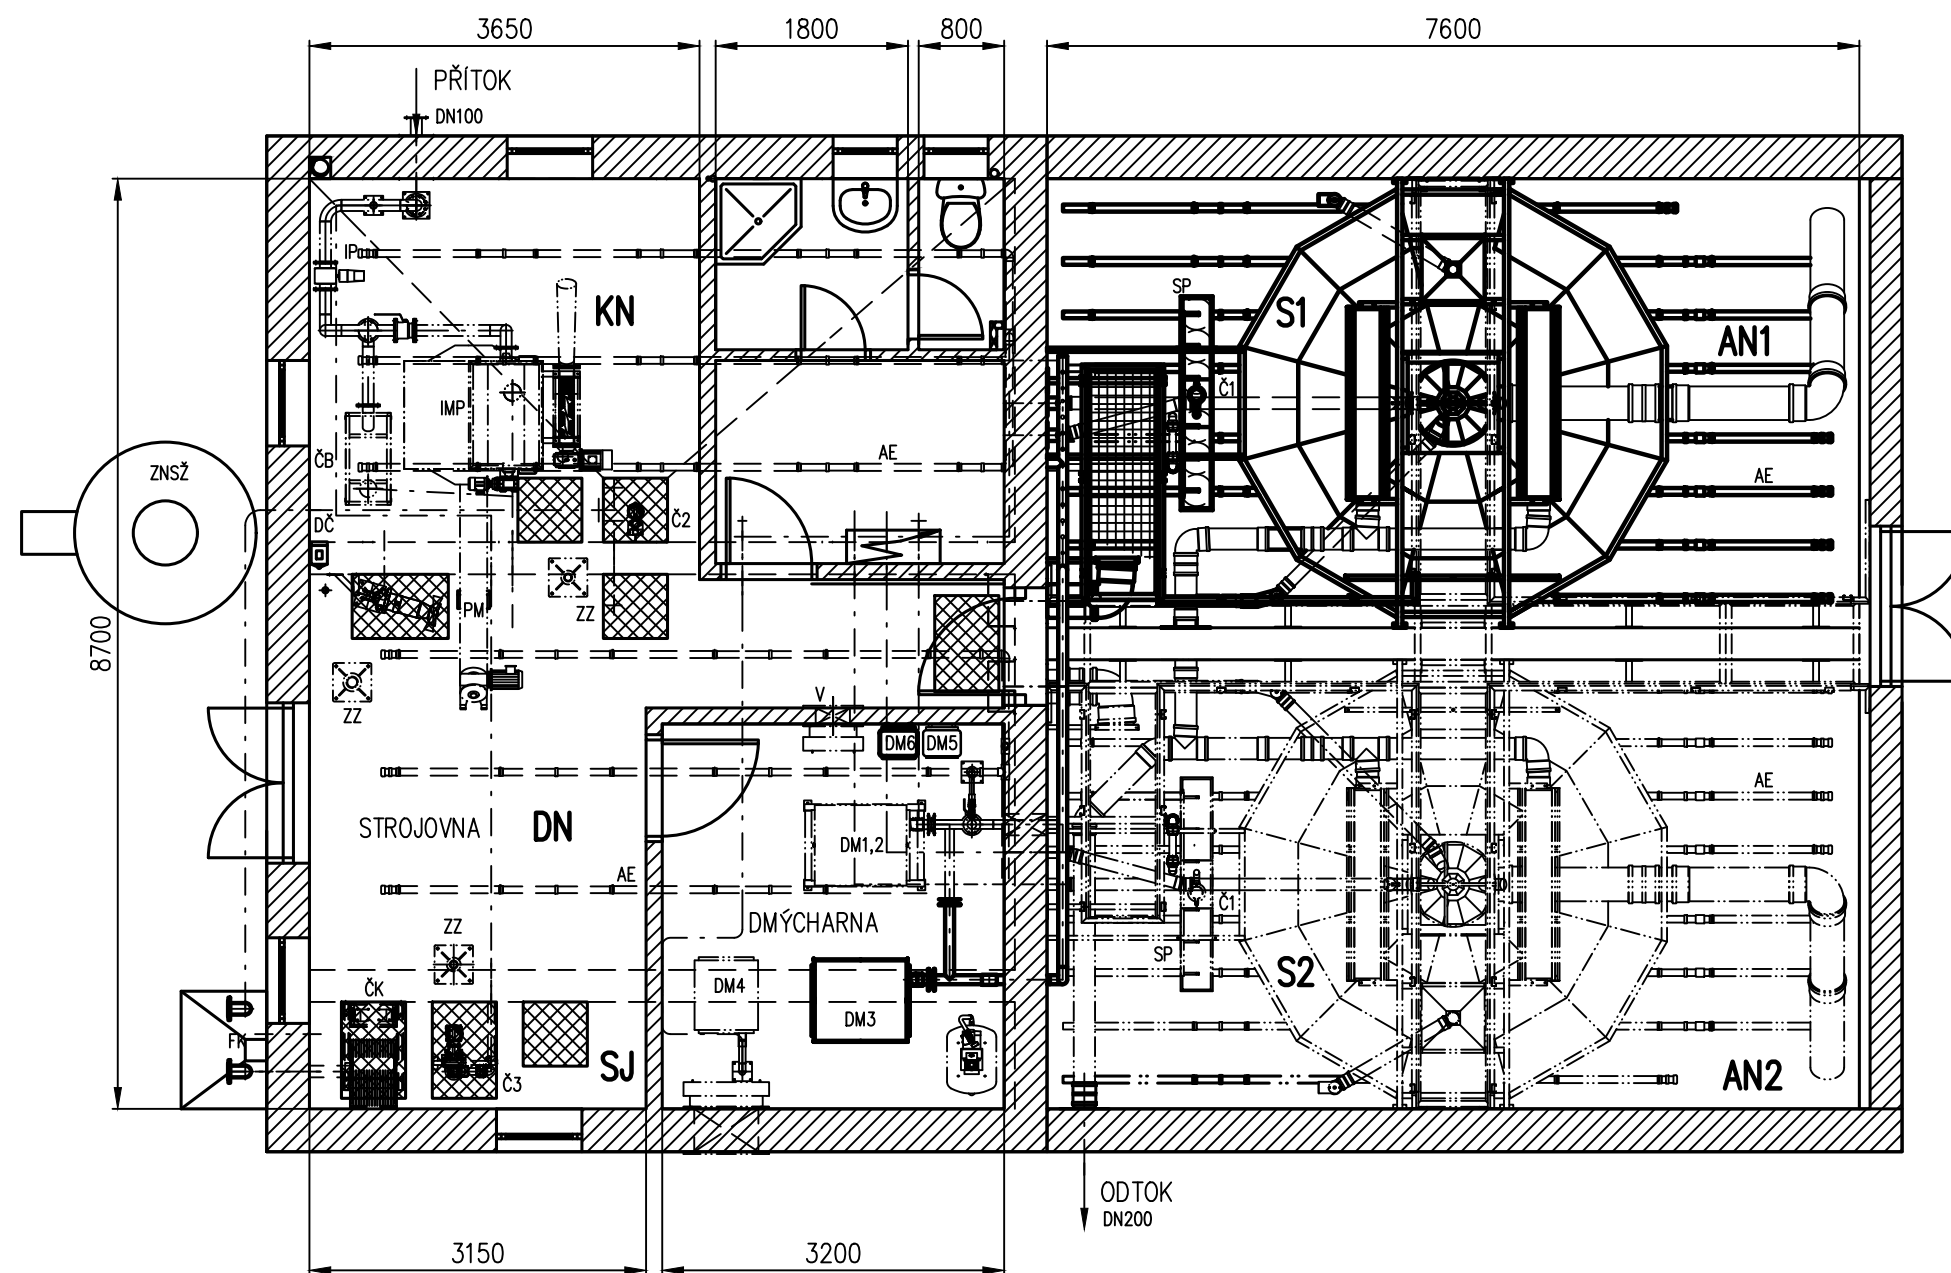 3650
1800
800
7600
PŘÍTOK
DN100
IP
KN
SP
S1
AN1
Č1
IMP
AE
ZNSŽ
ČB
AE
DČ
Č2
PM
ZZ
8700
ZZ
V
DM6
DM5
AE
STROJOVNA
DN
DM1,2
AE
Č1
ZZ
DMÝCHARNA
SP
S2
ČK
DM4
DM3
FK
SJ
Č3
AN2
ODTOK
DN200
3150
3200